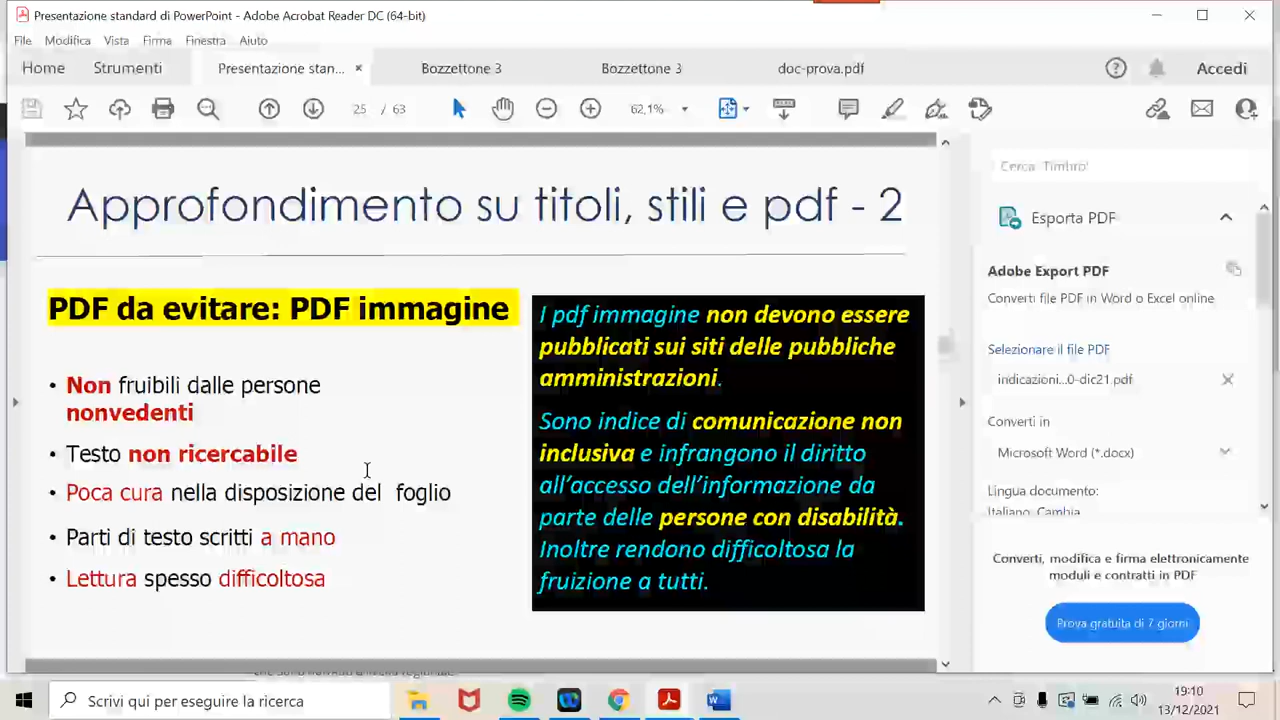 Presentazione standard di PowerPoint - Adobe Acrobat Reader DC (64-bit)
File Modifica Vista Firma Finestra Aiuto
Home Strumenti Presentazione stan... × Bozzettone 3 Bozzettone 3 doc-prova.pdf Accedi
25 / 63 62,1%
Approfondimento su titoli, stili e pdf - 2
PDF da evitare: PDF immagine
• Non fruibili dalle persone
nonvedenti
• Testo non ricercabile
• Poca cura nella disposizione del foglio
• Parti di testo scritti a mano
• Lettura spesso difficoltosa
I pdf immagine non devono essere
pubblicati sui siti delle pubbliche
amministrazioni.
Sono indice di comunicazione non
inclusiva e infrangono il diritto
all'accesso dell'informazione da
parte delle persone con disabilità.
Inoltre rendono difficoltosa la
fruizione a tutti.
Cerca 'Timbro'
Esporta PDF
Adobe Export PDF
Converti file PDF in Word o Excel online
Selezionare il file PDF
indicazioni...0-dic21.pdf
Converti in
Microsoft Word (*.docx)
Lingua documento:
Italiano Cambia
Converti, modifica e firma elettronicamente
moduli e contratti in PDF
Prova gratuita di 7 giorni
Scrivi qui per eseguire la ricerca
19:10
13/12/2021